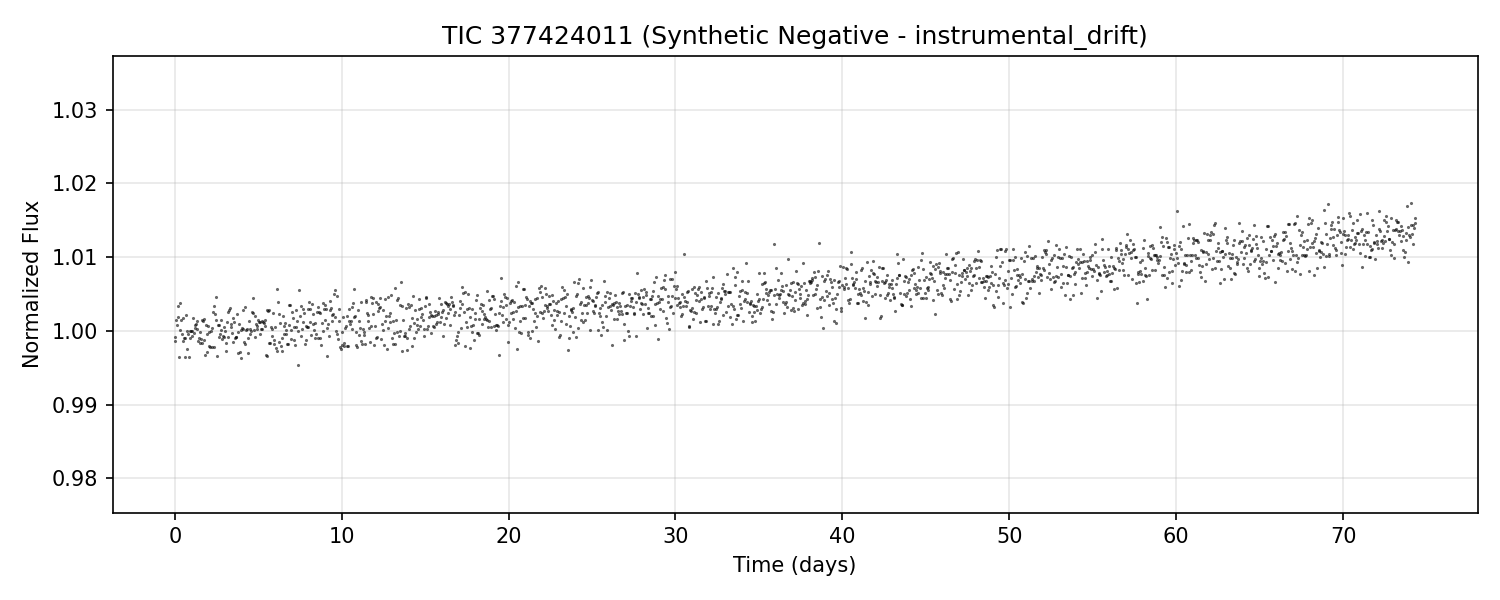 TIC 377424011 (Synthetic Negative - instrumental_drift)
Normalized Flux
1.03
1.02
1.01
1.00
0.99
0.98
0 10 20 30 40 50 60 70
Time (days)